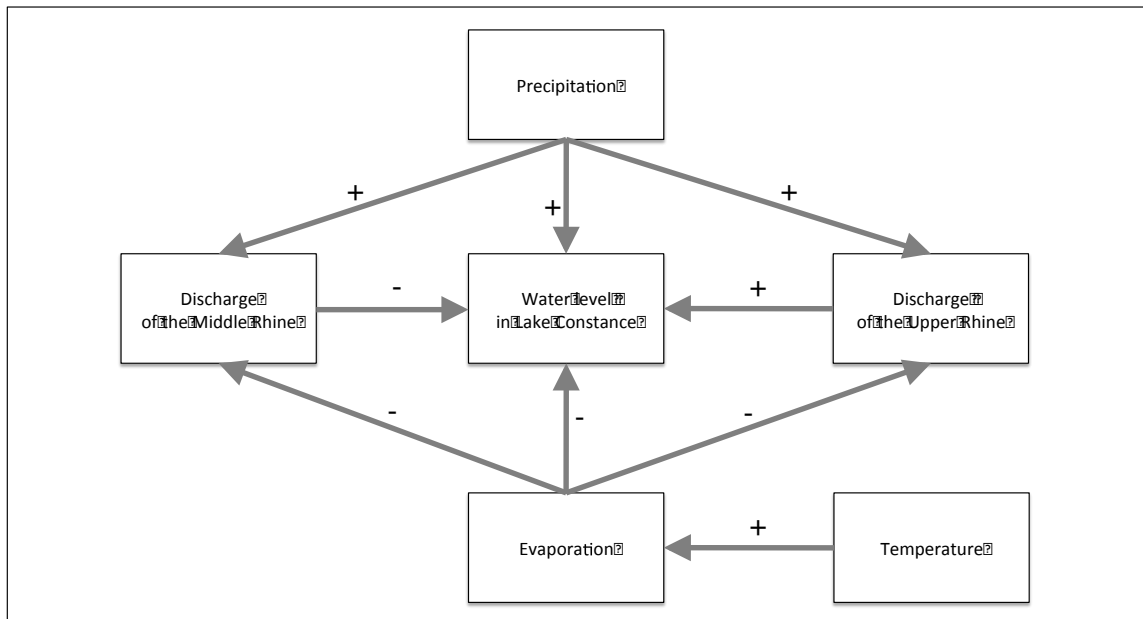 Precipitation
+
+
+
Discharge
of the Middle Rhine
-
Water level
in Lake Constance
+
Discharge
of the Upper Rhine
-
-
-
Evaporation
+
Temperature